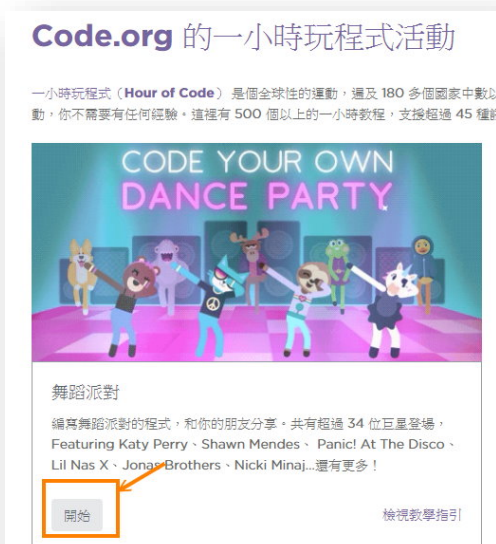 Code.org 的一小時玩程式活動
一小時玩程式（Hour of Code） 是個全球性的運動，遍及 180 多個國家中數以
動，你不需要有任何經驗。這裡有 500 個以上的一小時教程，支援超過 45 種
CODE YOUR OWN
DANCE PARTY
舞蹈派對
編寫舞蹈派對的程式，和你的朋友分享。共有超過 34 位巨星登場，
Featuring Katy Perry、Shawn Mendes、 Panic! At The Disco、
Lil Nas X、Jonas Brothers、Nicki Minaj...還有更多！
開始
檢視教學指引